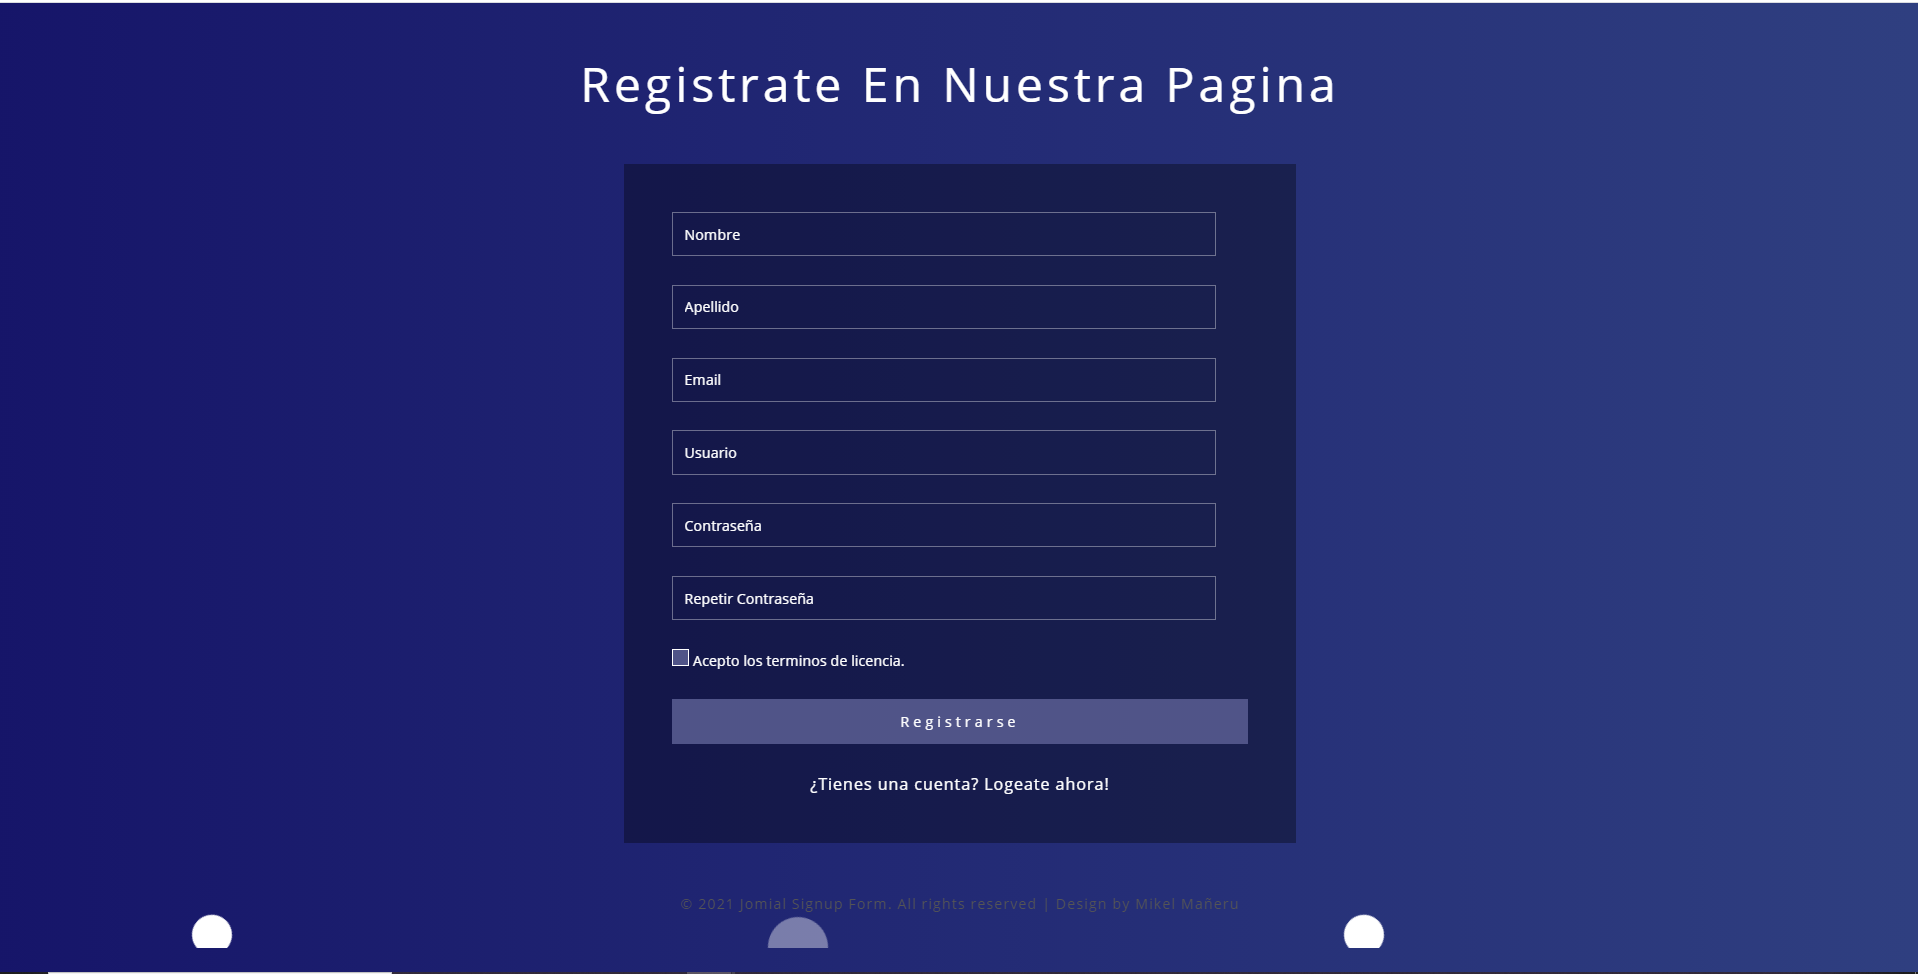 Registrate En Nuestra Pagina
Nombre
Apellido
Email
Usuario
Contraseña
Repetir Contraseña
Acepto los terminos de licencia.
Registrarse
¿Tienes una cuenta? Logeate ahora!
© 2021 Jomial Signup Form. All rights reserved | Design by Mikel Mañeru